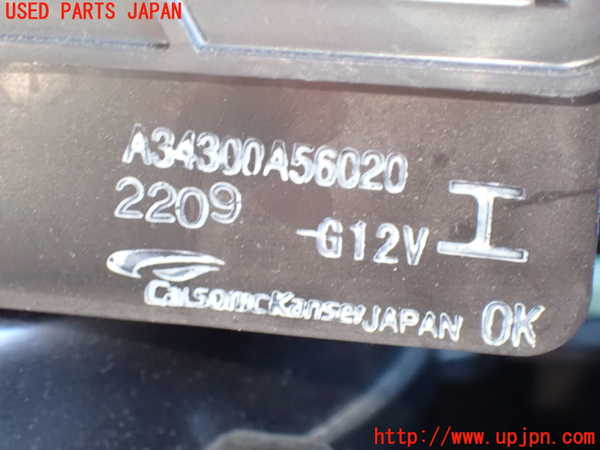 USED PARTS JAPAN
A34300A56020
2209
-G12V I
CalsonicKansei JAPAN OK
http://www.upjpn.com/